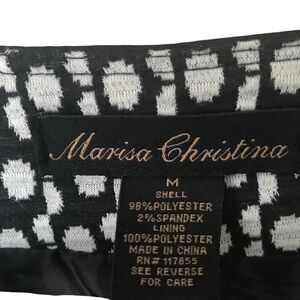 Marisa Christina
M
SHELL
98%POLYESTER
2%SPANDEX
LINING
100%POLYESTER
MADE IN CHINA
RN#117855
SEE REVERSE
FOR CARE